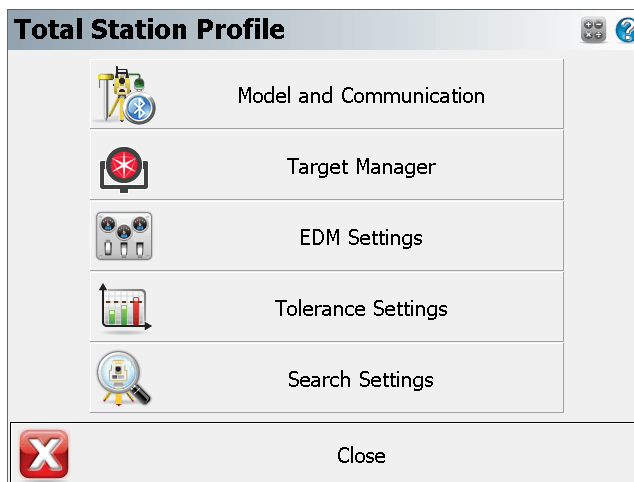 Total Station Profile
Model and Communication
Target Manager
EDM Settings
Tolerance Settings
Search Settings
Close